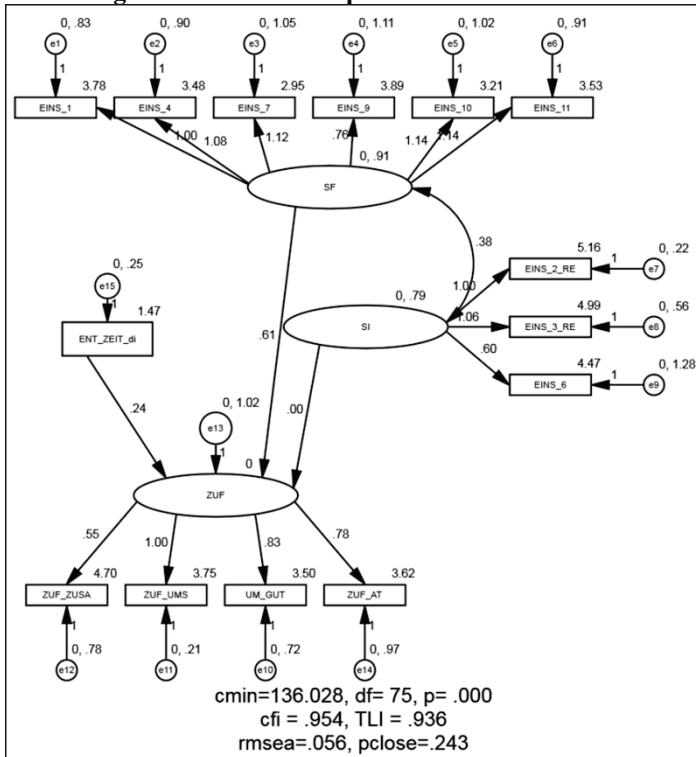 0, .83 0, .90 0, 1.05 0, 1.11 0, 1.02 0, .91
e1 e2 e3 e4 e5 e6
1 1 1 1 1 1
3.78 3.48 2.95 3.89 3.21 3.53
EINS_1 EINS_4 EINS_7 EINS_9 EINS_10 EINS_11
1.00 1.08 1.12 .76 1.14 1.14
0, .91
SF
.38
5.16 0, .22
EINS_2_RE 1 e7
0, .25
e15
1.00
1 1.47
0, .79
4.99 0, .56
SI 1.06 EINS_3_RE 1 e8
ENT_ZEIT_di .61
.60
4.47 0, 1.28
EINS_6 1 e9
.24 0, 1.02 .00
e13
1
0
ZUF
.55 1.00 .83 .78
4.70 3.75 3.50 3.62
ZUF_ZUSA ZUF_UMS UM_GUT ZUF_AT
1 1 1 1
0, .78 0, .21 0, .72 0, .97
e12 e11 e10 e14
cmin=136.028, df= 75, p= .000
cfi = .954, TLI = .936
rmsea=.056, pclose=.243